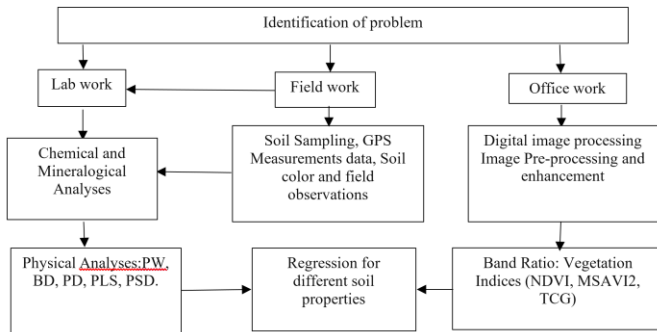 Identification of problem
Lab work
Field work
Office work
Chemical and
Mineralogical
Analyses
Soil Sampling, GPS
Measurements data, Soil
color and field
observations
Digital image processing
Image Pre-processing and
enhancement
Physical Analyses:PW,
BD, PD, PLS, PSD.
Regression for
different soil
properties
Band Ratio: Vegetation
Indices (NDVI, MSAVI2,
TCG)